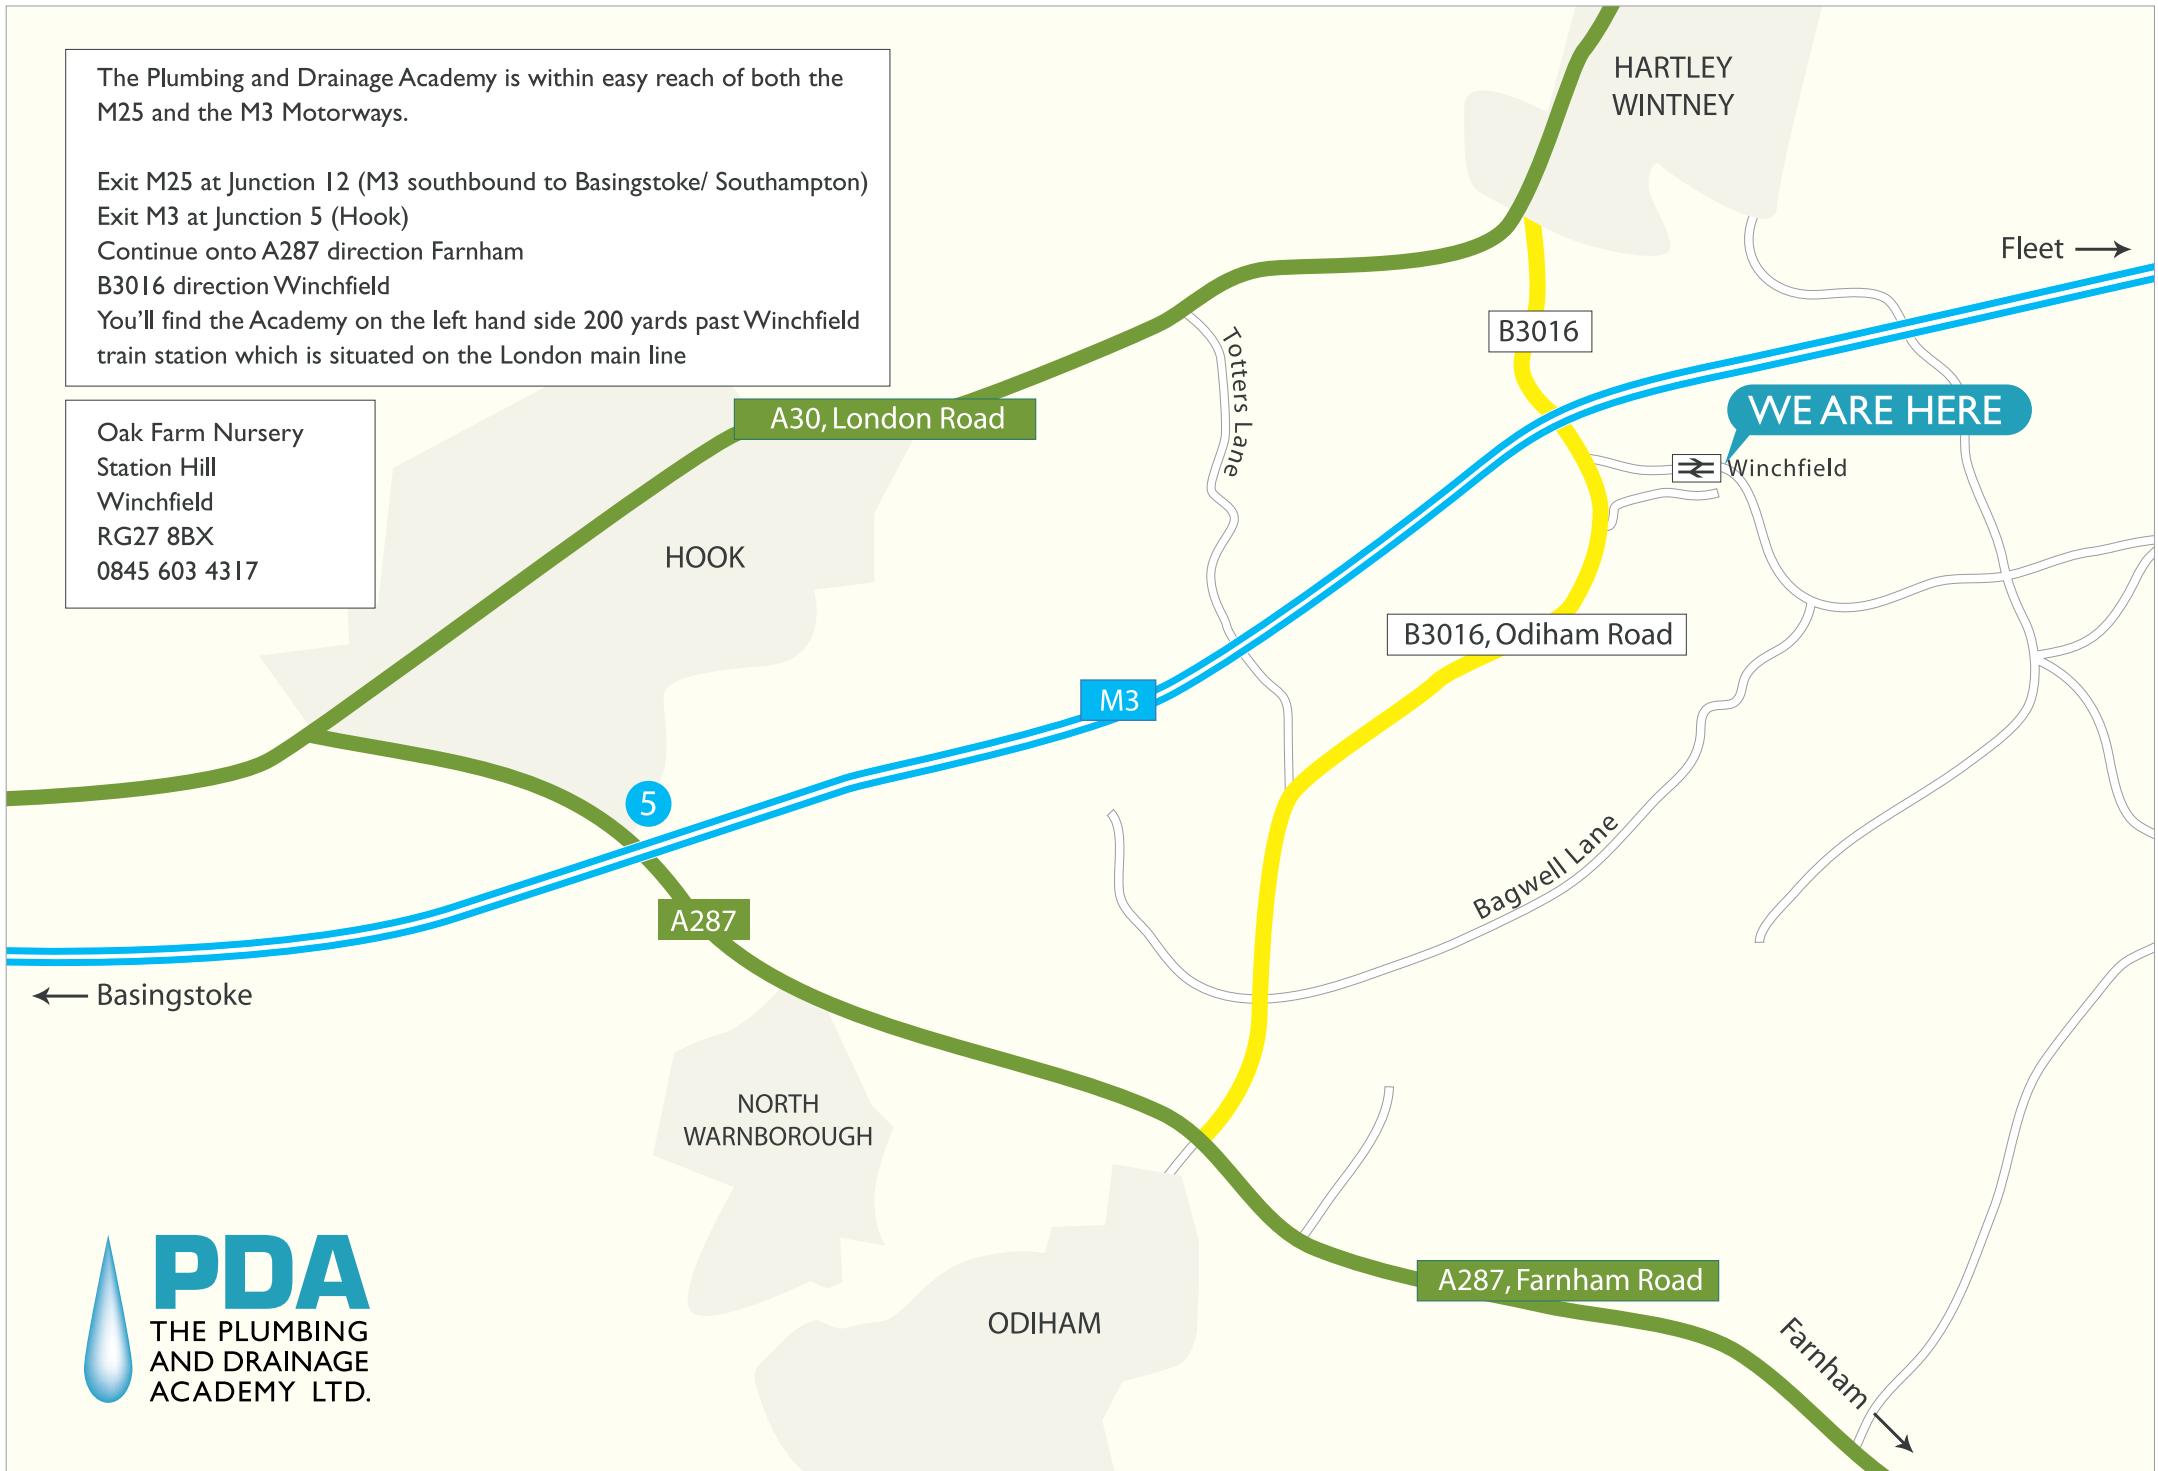 The Plumbing and Drainage Academy is within easy reach of both the
M25 and the M3 Motorways.
Exit M25 at Junction 12 (M3 southbound to Basingstoke/ Southampton)
Exit M3 at Junction 5 (Hook)
Continue onto A287 direction Farnham
B3016 direction Winchfield
You'll find the Academy on the left hand side 200 yards past Winchfield
train station which is situated on the London main line
Oak Farm Nursery
Station Hill
Winchfield
RG27 8BX
0845 603 4317
HARTLEY
WINTNEY
Fleet
B3016
Totters Lane
A30, London Road
WE ARE HERE
Winchfield
HOOK
B3016, Odiham Road
M3
5
Bagwell Lane
A287
Basingstoke
NORTH
WARNBOROUGH
ODIHAM
A287, Farnham Road
Farnham
PDA
THE PLUMBING
AND DRAINAGE
ACADEMY LTD.